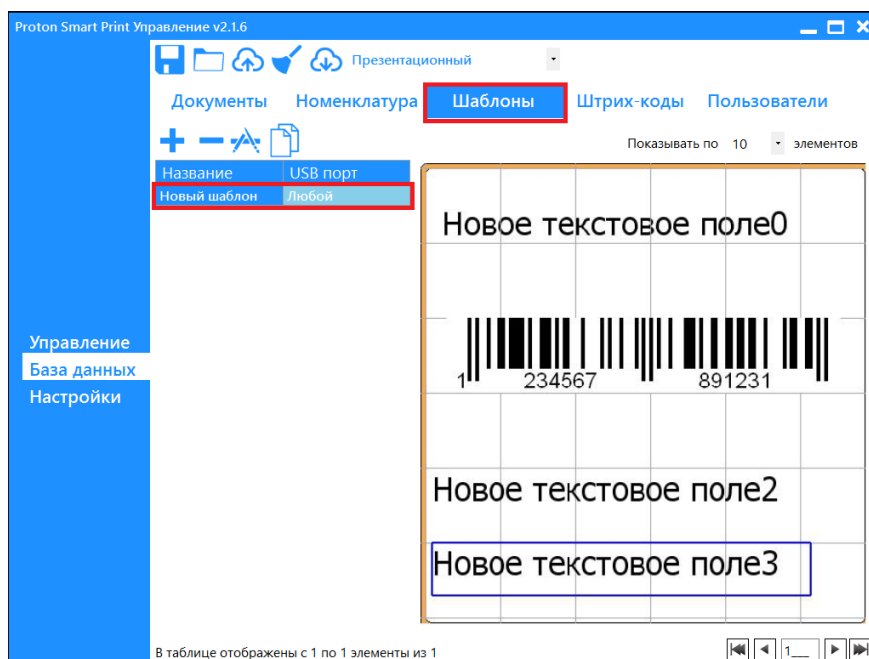 Proton Smart Print Управление v2.1.6
Презентационный
Документы Номенклатура Шаблоны Штрих-коды Пользователи
Показывать по 10 элементов
Название USB порт
Новый шаблон Любой
Новое текстовое поле0
1 234567 891231
Управление
База данных
Настройки
Новое текстовое поле2
Новое текстовое поле3
В таблице отображены с 1 по 1 элементы из 1
1__